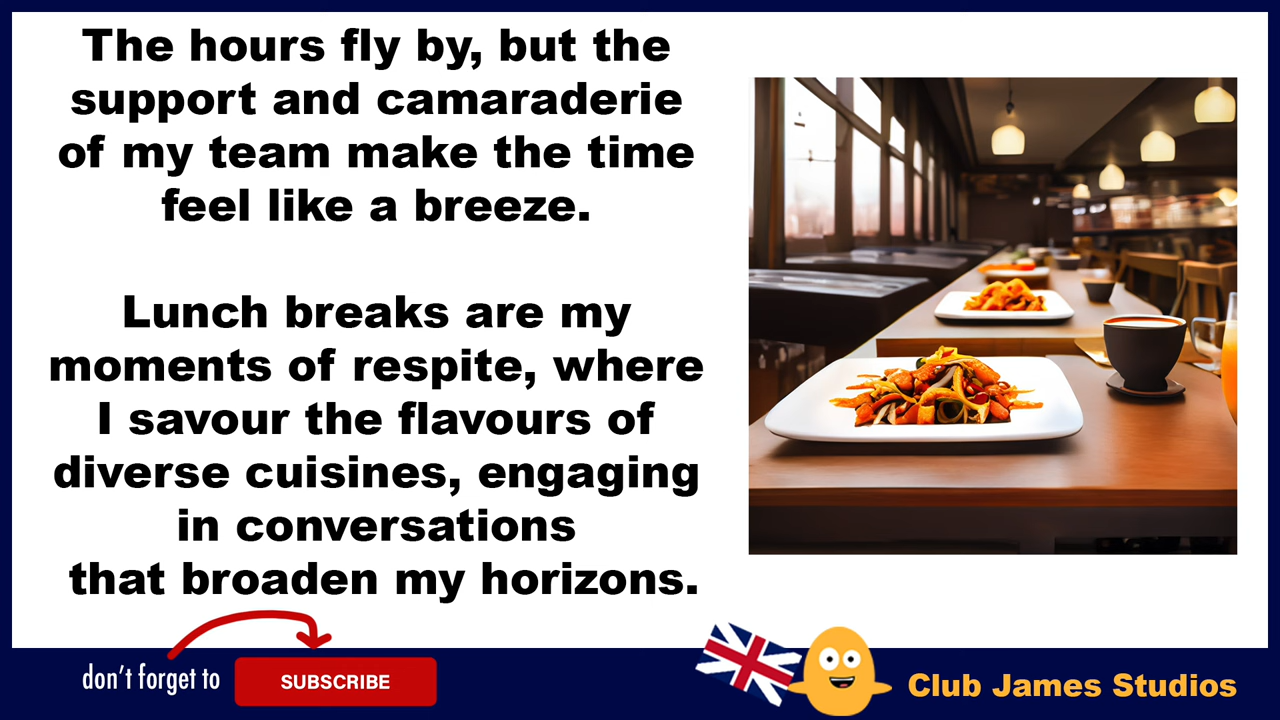 The hours fly by, but the
support and camaraderie
of my team make the time
feel like a breeze.
Lunch breaks are my
moments of respite, where
I savour the flavours of
diverse cuisines, engaging
in conversations
that broaden my horizons.
don't forget to
SUBSCRIBE
Club James Studios